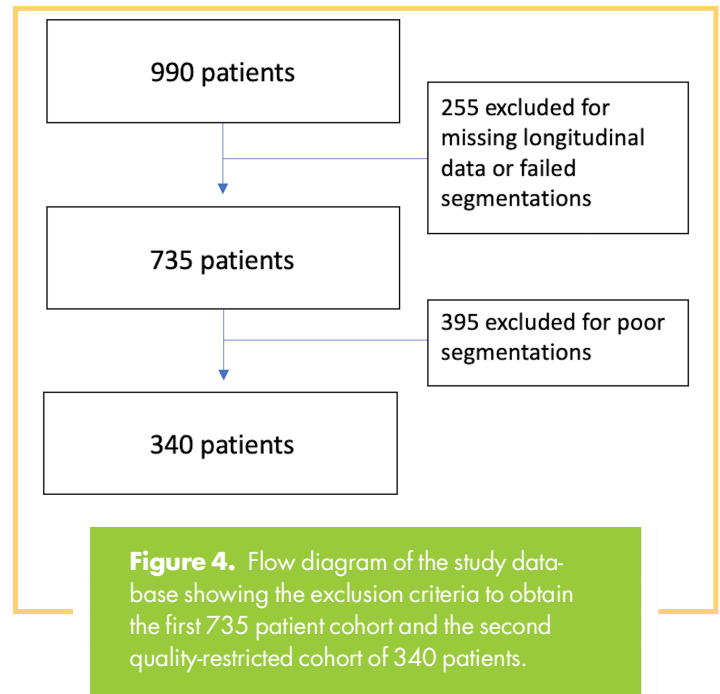 990 patients
255 excluded for
missing longitudinal
data or failed
segmentations
735 patients
395 excluded for poor
segmentations
340 patients
Figure 4. Flow diagram of the study data-
base showing the exclusion criteria to obtain
the first 735 patient cohort and the second
quality-restricted cohort of 340 patients.